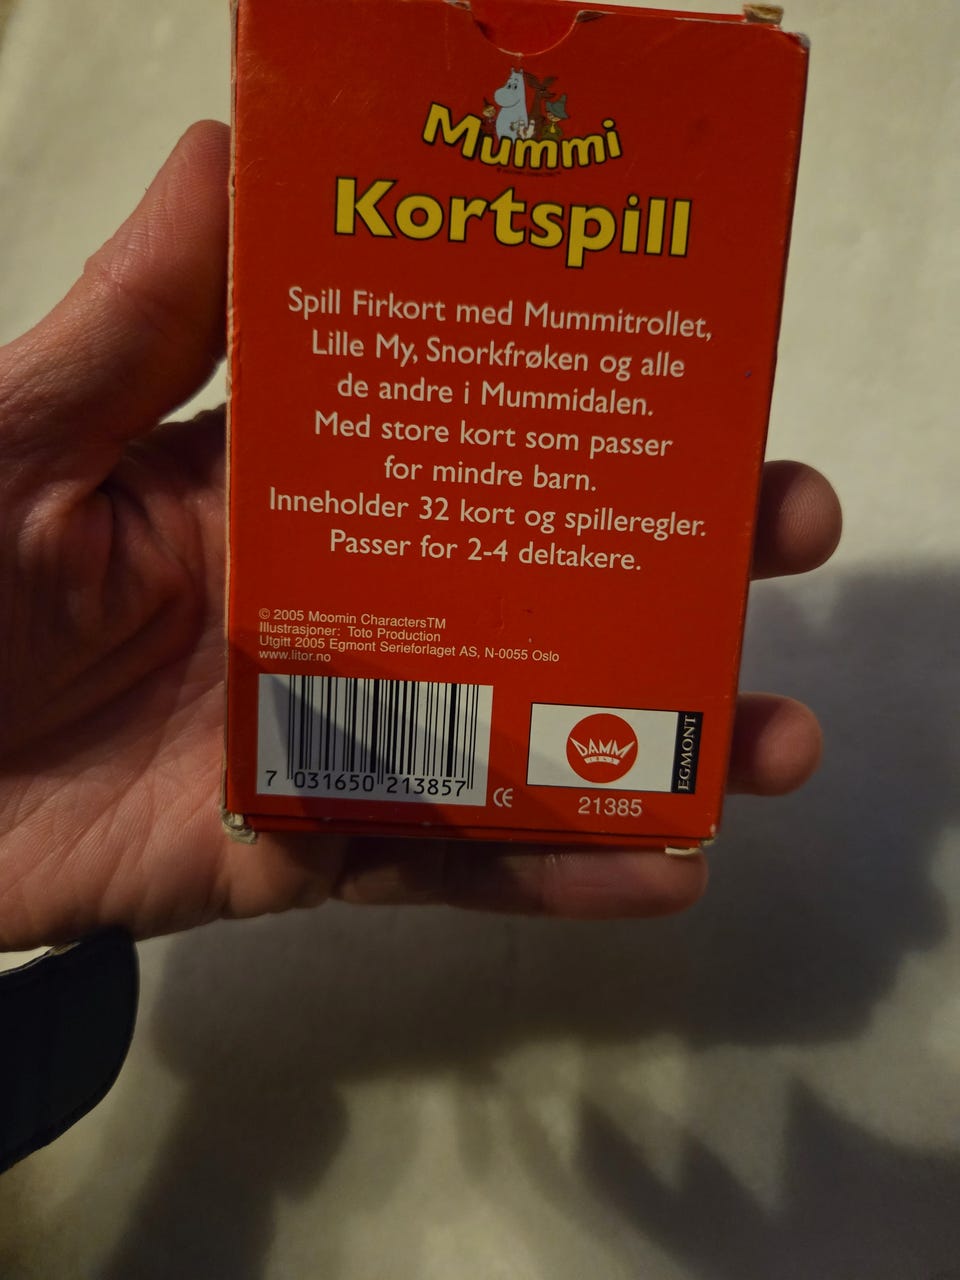 Mummi
Kortspill
Spill Firkort med Mummitrollet,
Lille My, Snorkfrøken og alle
de andre i Mummidalen.
Med store kort som passer
for mindre barn.
Inneholder 32 kort og spilleregler.
Passer for 2-4 deltakere.
© 2005 Moomin CharactersTM
Illustrasjoner: Toto Production
Utgitt 2005 Egmont Serieforlaget AS, N-0055 Oslo
www.litor.no
7 031650 213857
CE
DAMM
EGMONT
21385